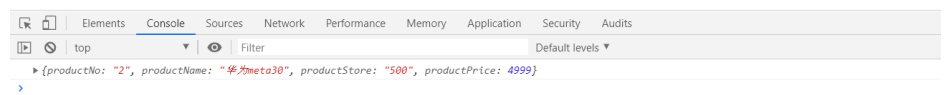 Elements Console Sources Network Performance Memory Application Security Audits
top Filter Default levels
{productNo: "2", productName: "华为meta30", productStore: "500", productPrice: 4999}